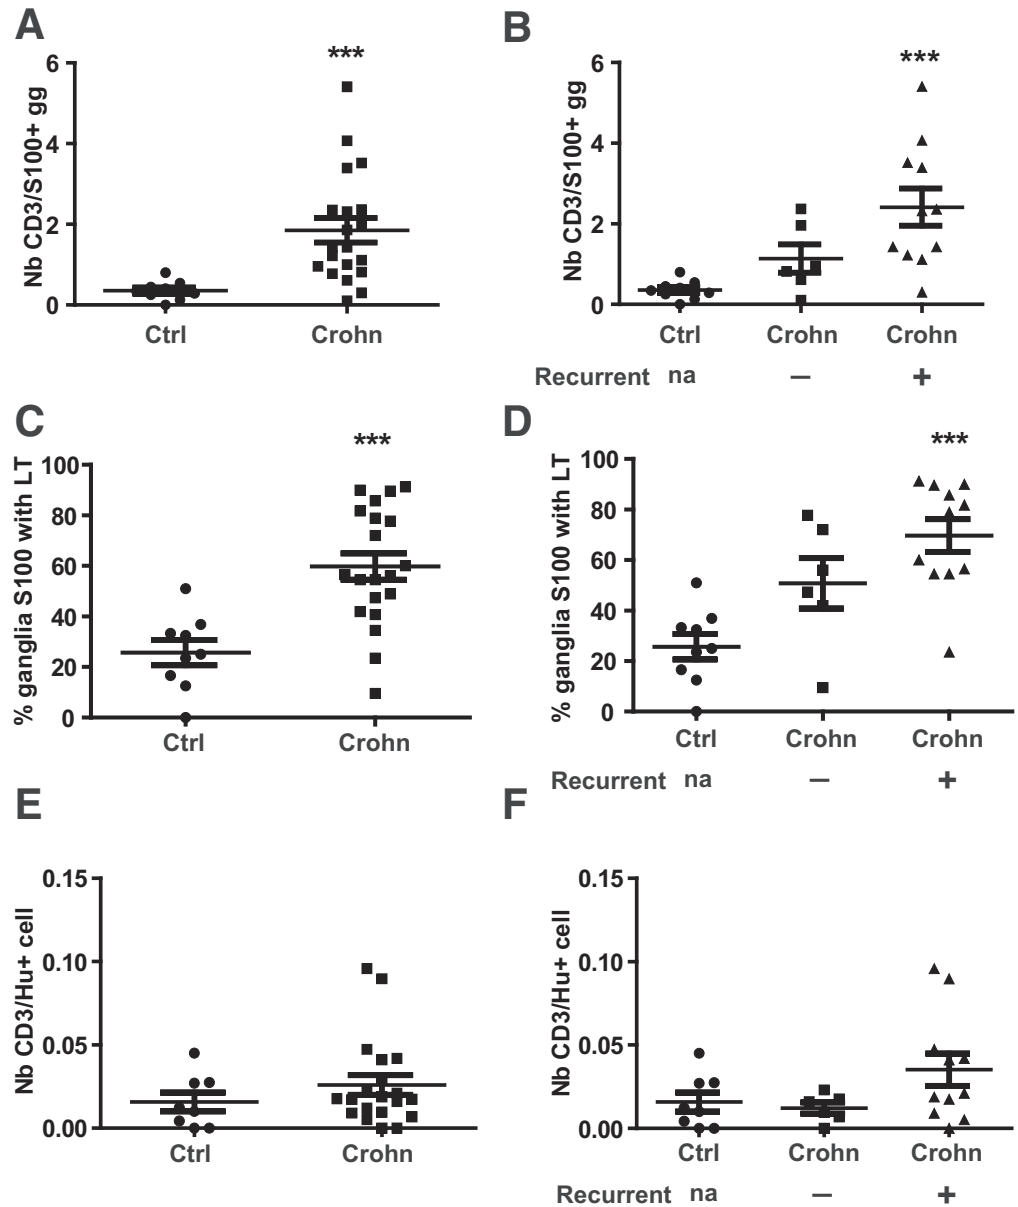 A
***
Nb CD3/S100+ gg
6
4
2
0
Ctrl
Crohn
B
***
Nb CD3/S100+ gg
6
4
2
0
Ctrl
Crohn
Crohn
Recurrent na − +
C
***
% ganglia S100 with LT
100
80
60
40
20
0
Ctrl
Crohn
D
***
% ganglia S100 with LT
100
80
60
40
20
0
Ctrl
Crohn
Crohn
Recurrent na − +
E
Nb CD3/Hu+ cell
0.15
0.10
0.05
0.00
Ctrl
Crohn
F
Nb CD3/Hu+ cell
0.15
0.10
0.05
0.00
Ctrl
Crohn
Crohn
Recurrent na − +